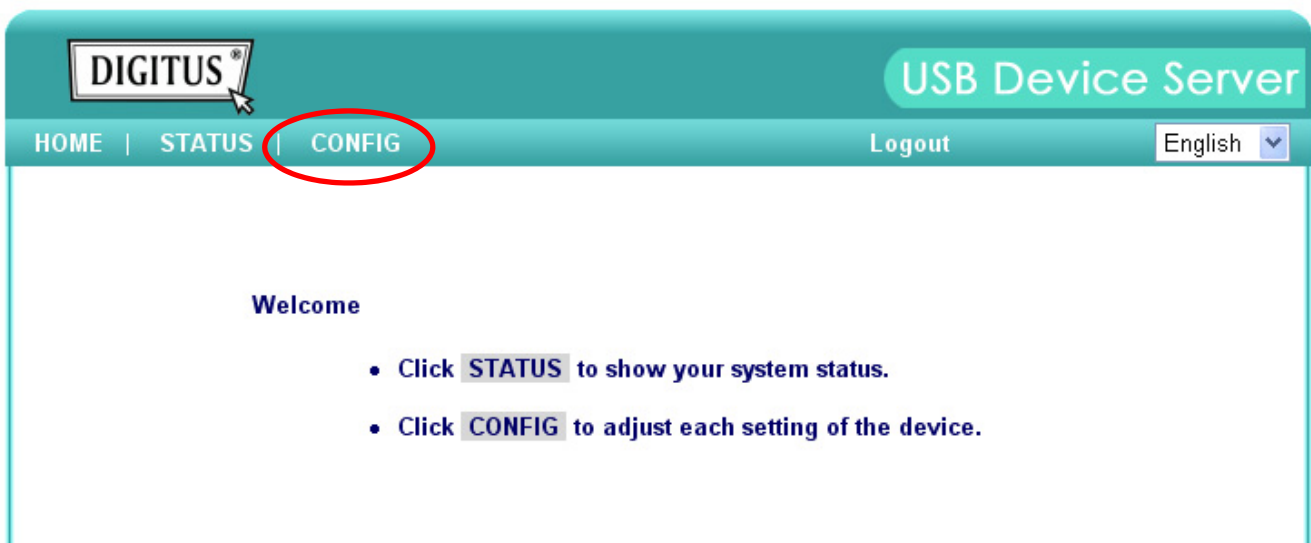 DIGITUS®
USB Device Server
HOME | STATUS | CONFIG Logout English
Welcome
• Click STATUS to show your system status.
• Click CONFIG to adjust each setting of the device.